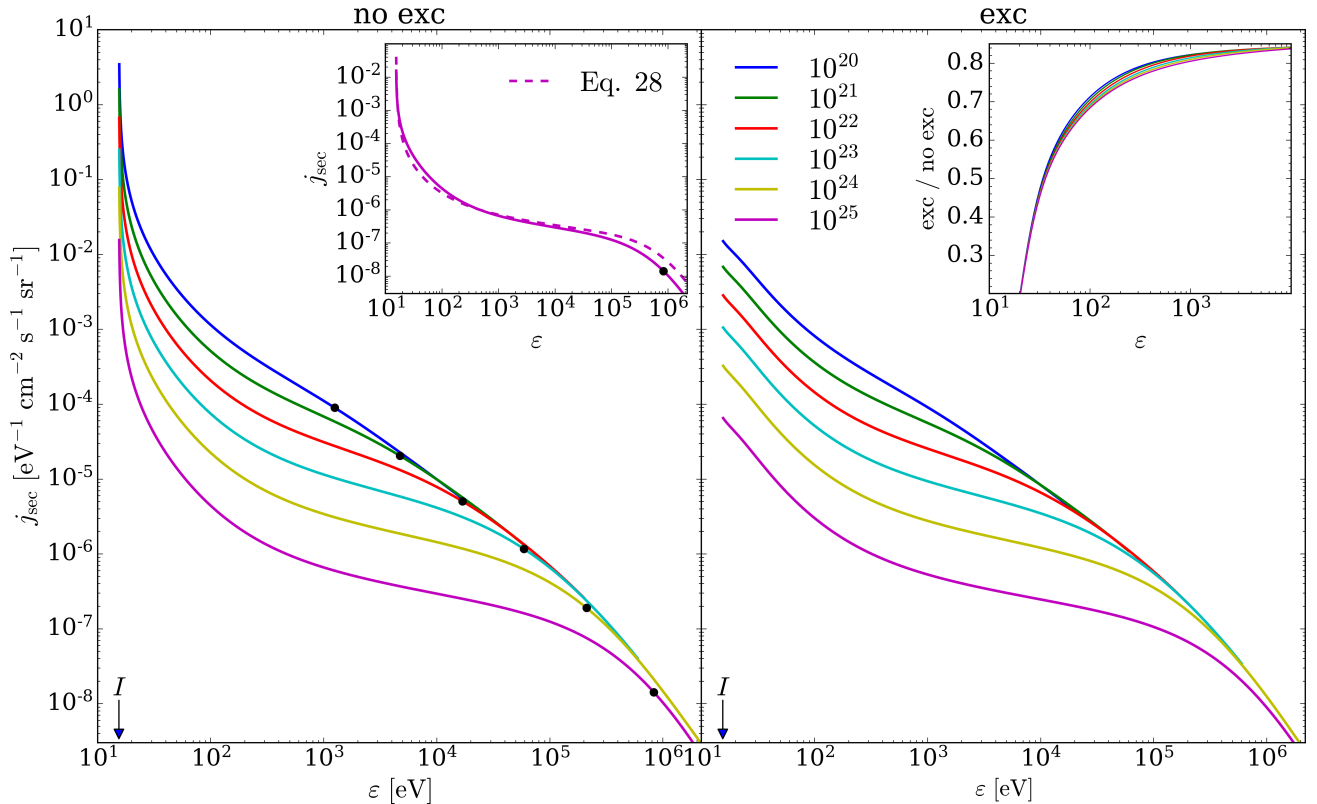 no exc
exc
10^1
10^0
10^{-1}
10^{-2}
10^{-3}
10^{-4}
10^{-5}
10^{-6}
10^{-7}
10^{-8}
j_sec [eV^{-1} cm^{-2} s^{-1} sr^{-1}]
10^1 10^2 10^3 10^4 10^5 10^6
ε [eV]
I
10^{-2}
10^{-3}
10^{-4}
10^{-5}
10^{-6}
10^{-7}
10^{-8}
j_sec
Eq. 28
10^1 10^2 10^3 10^4 10^5 10^6
ε
10^{20}
10^{21}
10^{22}
10^{23}
10^{24}
10^{25}
0.8
0.7
0.6
0.5
0.4
0.3
exc / no exc
10^1 10^2 10^3
ε
I
10^1 10^2 10^3 10^4 10^5 10^6
ε [eV]